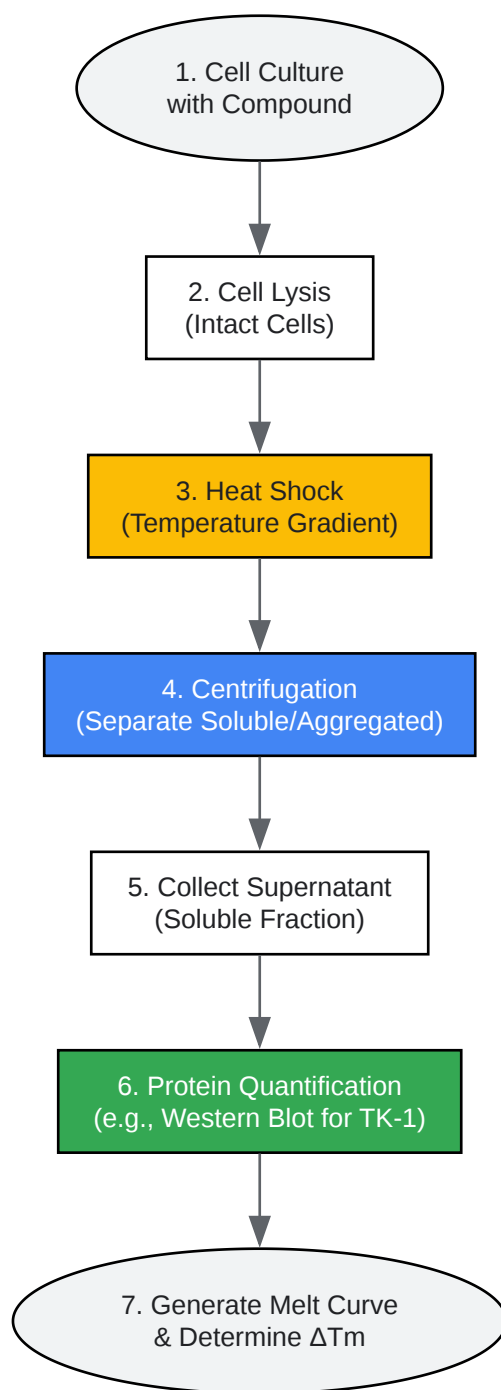 1. Cell Culture
with Compound
2. Cell Lysis
(Intact Cells)
3. Heat Shock
(Temperature Gradient)
4. Centrifugation
(Separate Soluble/Aggregated)
5. Collect Supernatant
(Soluble Fraction)
6. Protein Quantification
(e.g., Western Blot for TK-1)
7. Generate Melt Curve
& Determine ΔTm